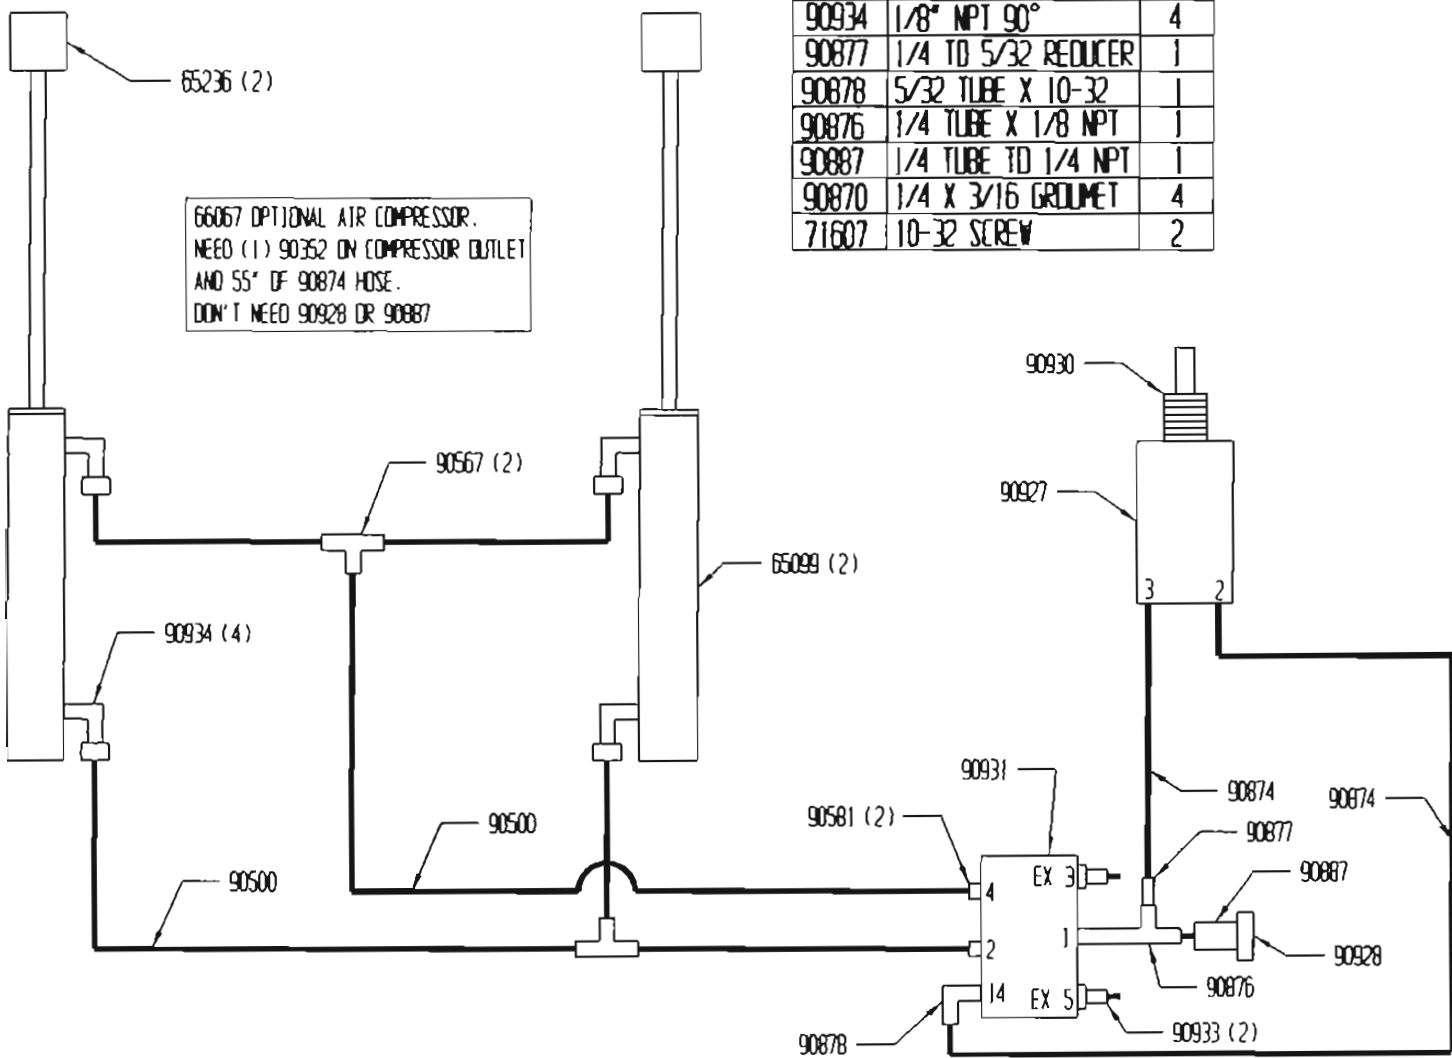 90934 1/8" NPT 90° 4
90877 1/4 TO 5/32 REDUCER 1
90878 5/32 TUBE X 10-32 1
90876 1/4 TUBE X 1/8 NPT 1
90887 1/4 TUBE TO 1/4 NPT 1
90870 1/4 X 3/16 GROUMET 4
71607 10-32 SCREW 2
65236 (2)
66067 OPTIONAL AIR COMPRESSOR.
NEED (1) 90352 ON COMPRESSOR OUTLET
AND 55" OF 90874 HOSE.
DON'T NEED 90928 OR 90887
90930
90567 (2)
90927
65099 (2)
3 2
90934 (4)
90931
90874
90874
90581 (2)
90500
90877
90500
EX 3
90887
4
1
2
90928
90876
14
EX 5
90933 (2)
90878